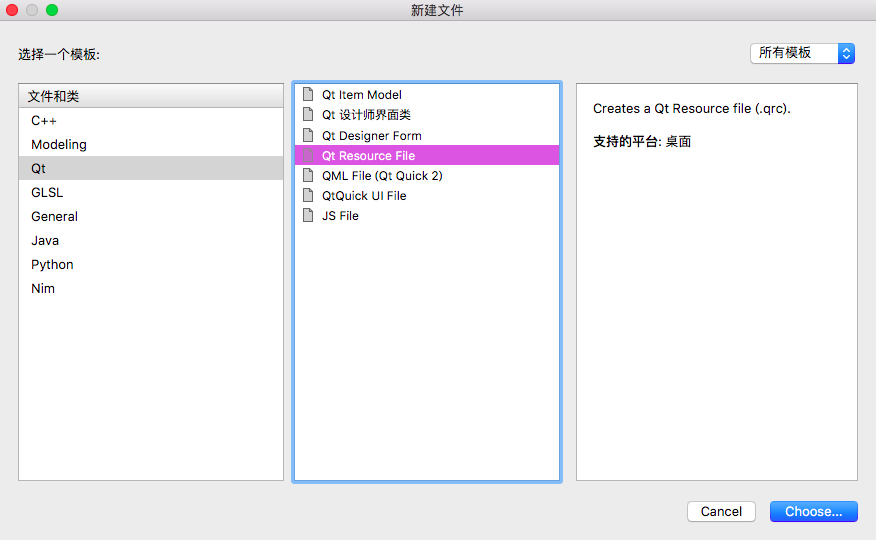 新建文件
选择一个模板:
所有模板
文件和类
C++
Modeling
Qt
GLSL
General
Java
Python
Nim
Qt Item Model
Qt 设计师界面类
Qt Designer Form
Qt Resource File
QML File (Qt Quick 2)
QtQuick UI File
JS File
Creates a Qt Resource file (.qrc).
支持的平台: 桌面
Cancel
Choose...